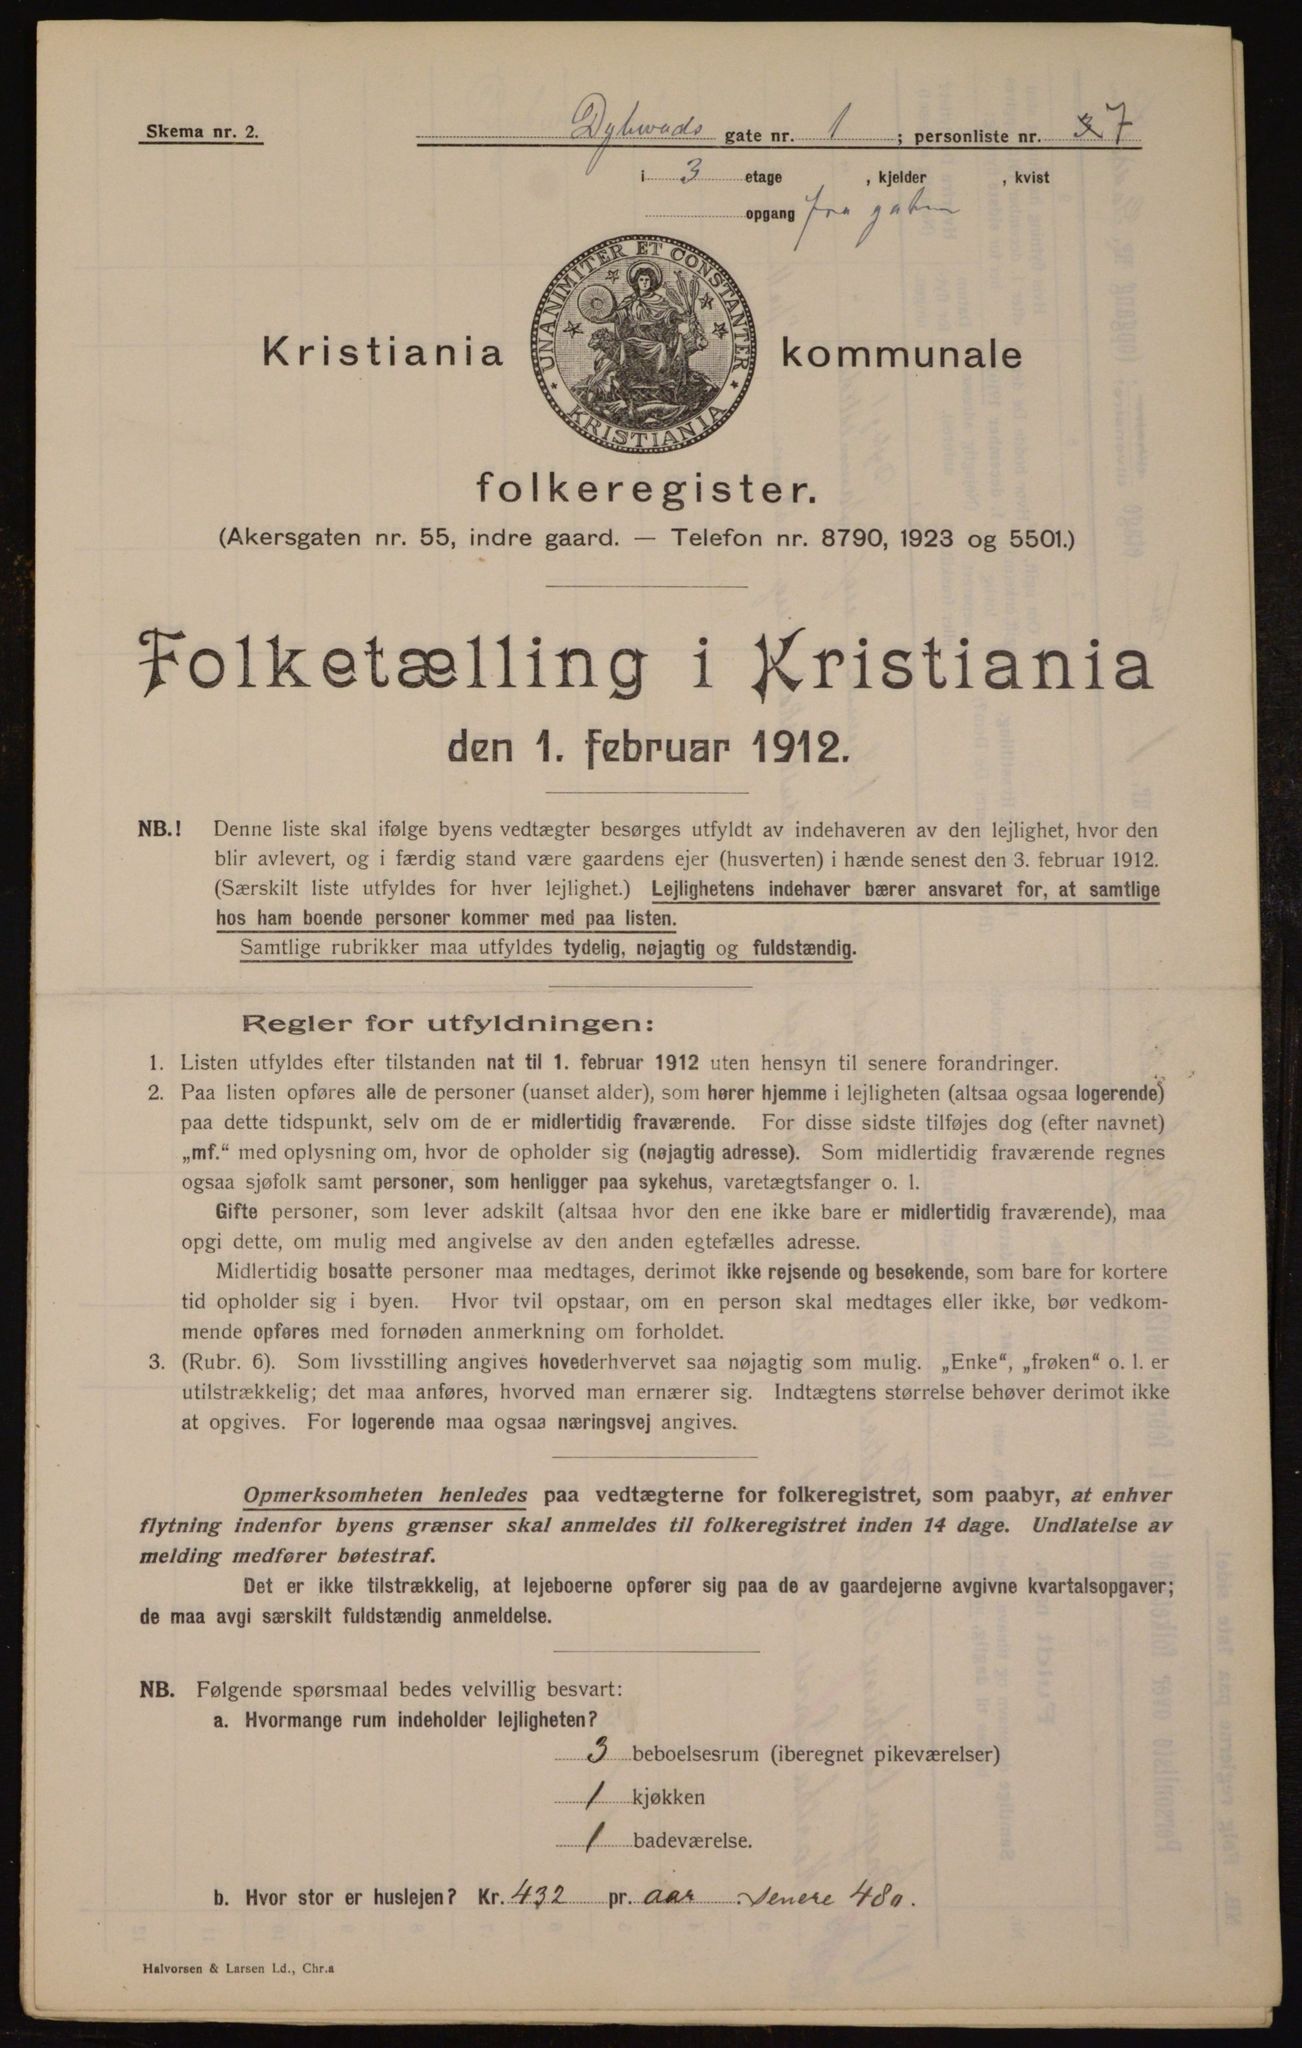 Skema nr. 2.
Dybwads gate nr. 1 ; personliste nr. 7
i 3 etage , kjelder , kvist
opgang fra gaten
UNANIMITER ET CONSTANTER
KRISTIANIA
Kristiania kommunale
folkeregister.
(Akersgaten nr. 55, indre gaard. — Telefon nr. 8790, 1923 og 5501.)
Folketælling i Kristiania
den 1. februar 1912.
NB.! Denne liste skal ifølge byens vedtægter besørges utfyldt av indehaveren av den lejlighet, hvor den
blir avlevert, og i færdig stand være gaardens ejer (husverten) i hænde senest den 3. februar 1912.
(Særskilt liste utfyldes for hver lejlighet.) Lejlighetens indehaver bærer ansvaret for, at samtlige
hos ham boende personer kommer med paa listen.
Samtlige rubrikker maa utfyldes tydelig, nøjagtig og fuldstændig.
Regler for utfyldningen:
1. Listen utfyldes efter tilstanden nat til 1. februar 1912 uten hensyn til senere forandringer.
2. Paa listen opføres alle de personer (uanset alder), som hører hjemme i lejligheten (altsaa ogsaa logerende)
paa dette tidspunkt, selv om de er midlertidig fraværende. For disse sidste tilføjes dog (efter navnet)
„mf.“ med oplysning om, hvor de opholder sig (nøjagtig adresse). Som midlertidig fraværende regnes
ogsaa sjøfolk samt personer, som henligger paa sykehus, varetægtsfanger o. l.
Gifte personer, som lever adskilt (altsaa hvor den ene ikke bare er midlertidig fraværende), maa
opgi dette, om mulig med angivelse av den anden egtefælles adresse.
Midlertidig bosatte personer maa medtages, derimot ikke rejsende og besøkende, som bare for kortere
tid opholder sig i byen. Hvor tvil opstaar, om en person skal medtages eller ikke, bør vedkom-
mende opføres med fornøden anmerkning om forholdet.
3. (Rubr. 6). Som livsstilling angives hovederhvervet saa nøjagtig som mulig. „Enke“, „frøken“ o. l. er
utilstrækkelig; det maa anføres, hvorved man ernærer sig. Indtægtens størrelse behøver derimot ikke
at opgives. For logerende maa ogsaa næringsvej angives.
Opmerksomheten henledes paa vedtægterne for folkeregistret, som paabyr, at enhver
flytning indenfor byens grænser skal anmeldes til folkeregistret inden 14 dage. Undlatelse av
melding medfører bøtestraf.
Det er ikke tilstrækkelig, at lejeboerne opfører sig paa de av gaardejerne avgivne kvartalsopgaver;
de maa avgi særskilt fuldstændig anmeldelse.
NB. Følgende spørsmaal bedes velvillig besvart:
a. Hvormange rum indeholder lejligheten?
3 beboelsesrum (iberegnet pikeværelser)
1 kjøkken
1 badeværelse.
b. Hvor stor er huslejen? Kr. 432 pr. aar senere 480.
Halvorsen & Larsen Ld., Chr.a